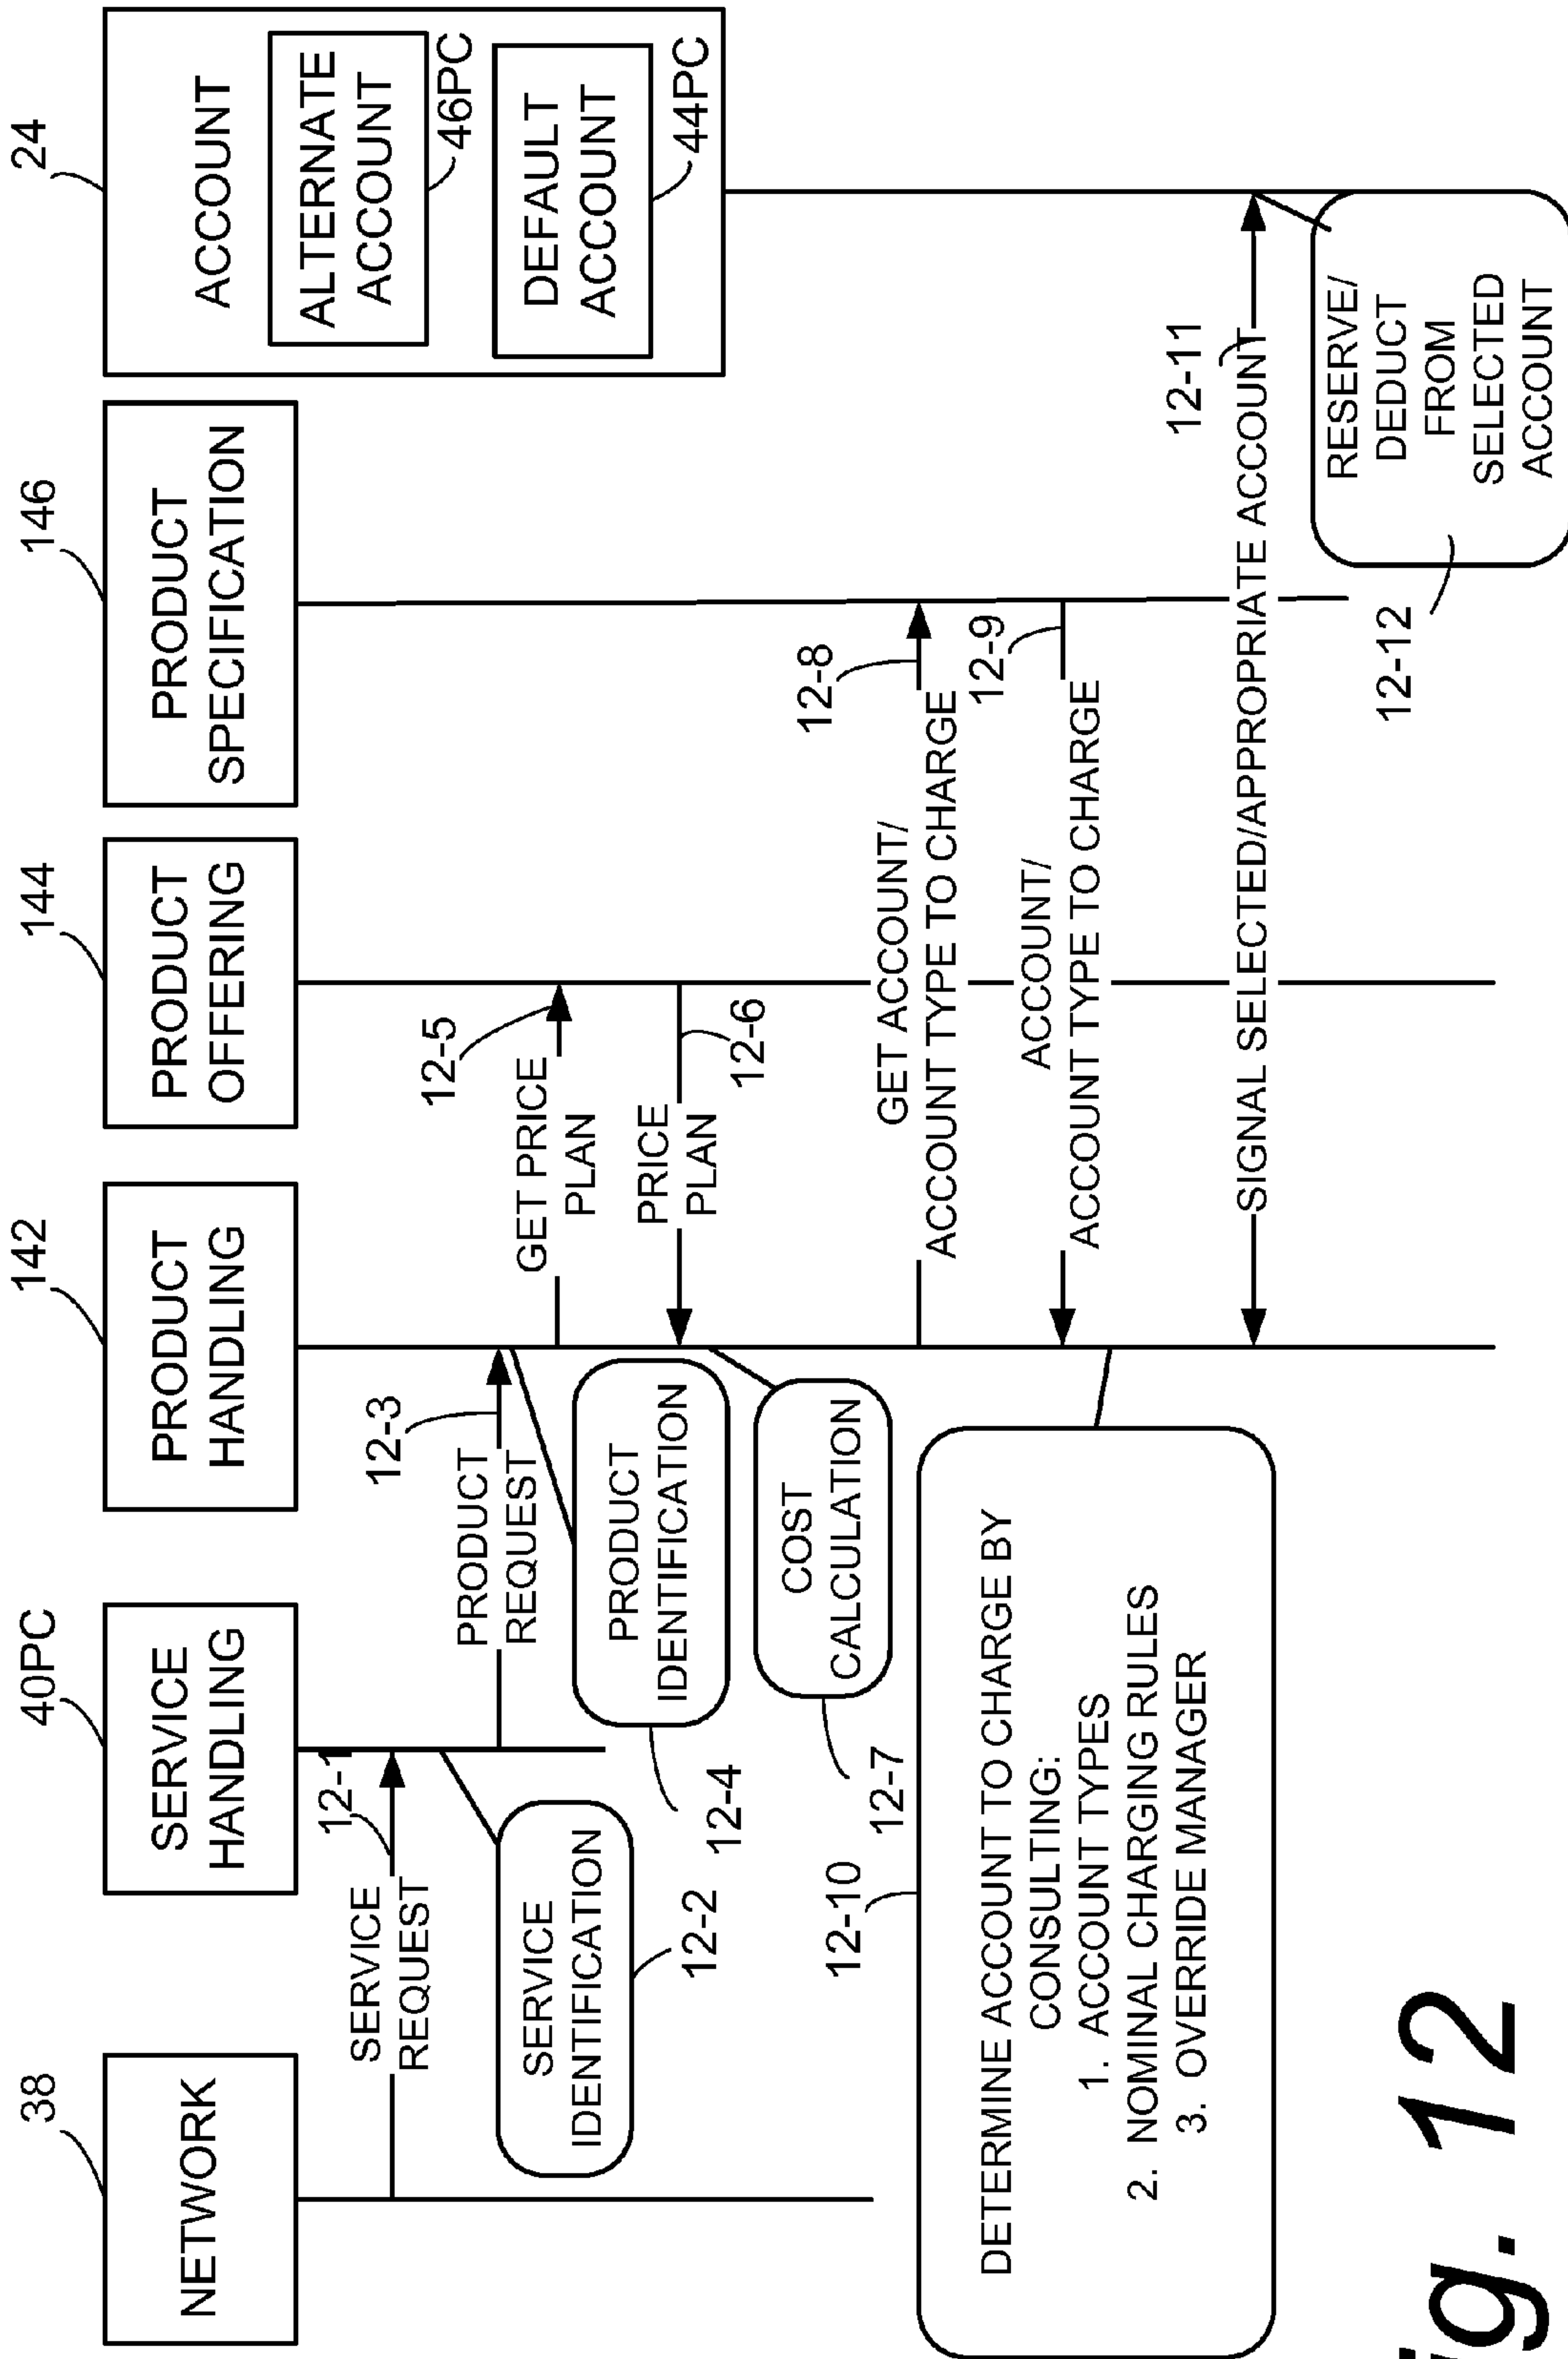 38
NETWORK
40PC
SERVICE
HANDLING
142
PRODUCT
HANDLING
144
PRODUCT
OFFERING
146
PRODUCT
SPECIFICATION
24
ACCOUNT
ALTERNATE
ACCOUNT
46PC
DEFAULT
ACCOUNT
44PC
SERVICE
REQUEST
12-1
SERVICE
IDENTIFICATION
12-2
PRODUCT
REQUEST
12-3
PRODUCT
IDENTIFICATION
12-4
GET PRICE
PLAN
12-5
PRICE
PLAN
12-6
COST
CALCULATION
12-7
GET ACCOUNT/
ACCOUNT TYPE TO CHARGE
12-8
ACCOUNT/
ACCOUNT TYPE TO CHARGE
12-9
12-10
DETERMINE ACCOUNT TO CHARGE BY
CONSULTING:
1. ACCOUNT TYPES
2. NOMINAL CHARGING RULES
3. OVERRIDE MANAGER
SIGNAL SELECTED/APPROPRIATE ACCOUNT
12-11
RESERVE/
DEDUCT
FROM
SELECTED
ACCOUNT
12-12
ig. 12